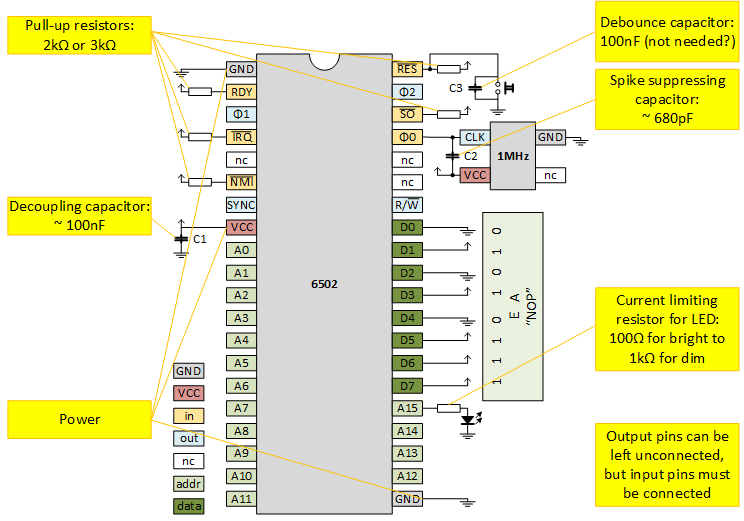 Pull-up resistors:
2kΩ or 3kΩ
Debounce capacitor:
100nF (not needed?)
Spike suppressing
capacitor:
~ 680pF
Decoupling capacitor:
~ 100nF
Current limiting
resistor for LED:
100Ω for bright to
1kΩ for dim
Power
Output pins can be
left unconnected,
but input pins must
be connected
GND
RDY
Φ1
IRQ
nc
NMI
SYNC
VCC
A0
A1
A2
A3
A4
A5
A6
A7
A8
A9
A10
A11
6502
RES
Φ2
SO
Φ0
nc
nc
R/W
D0
D1
D2
D3
D4
D5
D6
D7
A15
A14
A13
A12
GND
C1
C2
C3
CLK
GND
1MHz
VCC
nc
1 1 1 0 1 0 1 0
E A
"NOP"
GND
VCC
in
out
nc
addr
data